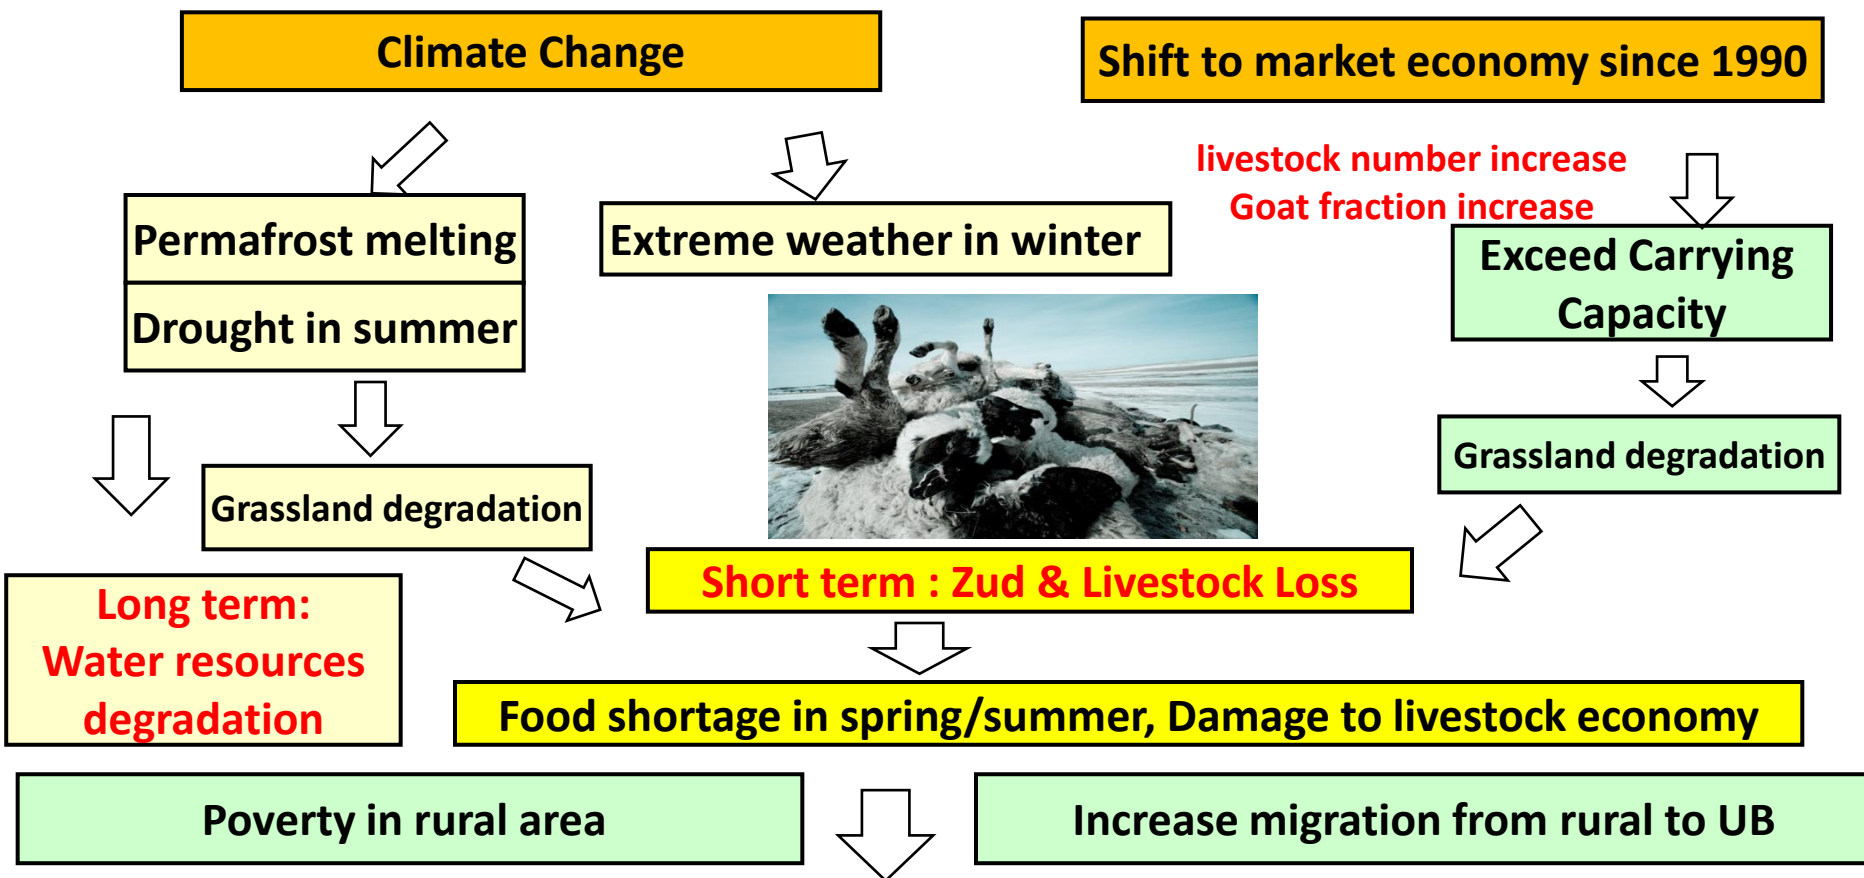 Climate Change
Shift to market economy since 1990
livestock number increase
Goat fraction increase
Permafrost melting
Extreme weather in winter
Exceed Carrying
Capacity
Drought in summer
Grassland degradation
Grassland degradation
Short term : Zud & Livestock Loss
Long term:
Water resources
degradation
Food shortage in spring/summer, Damage to livestock economy
Poverty in rural area
Increase migration from rural to UB